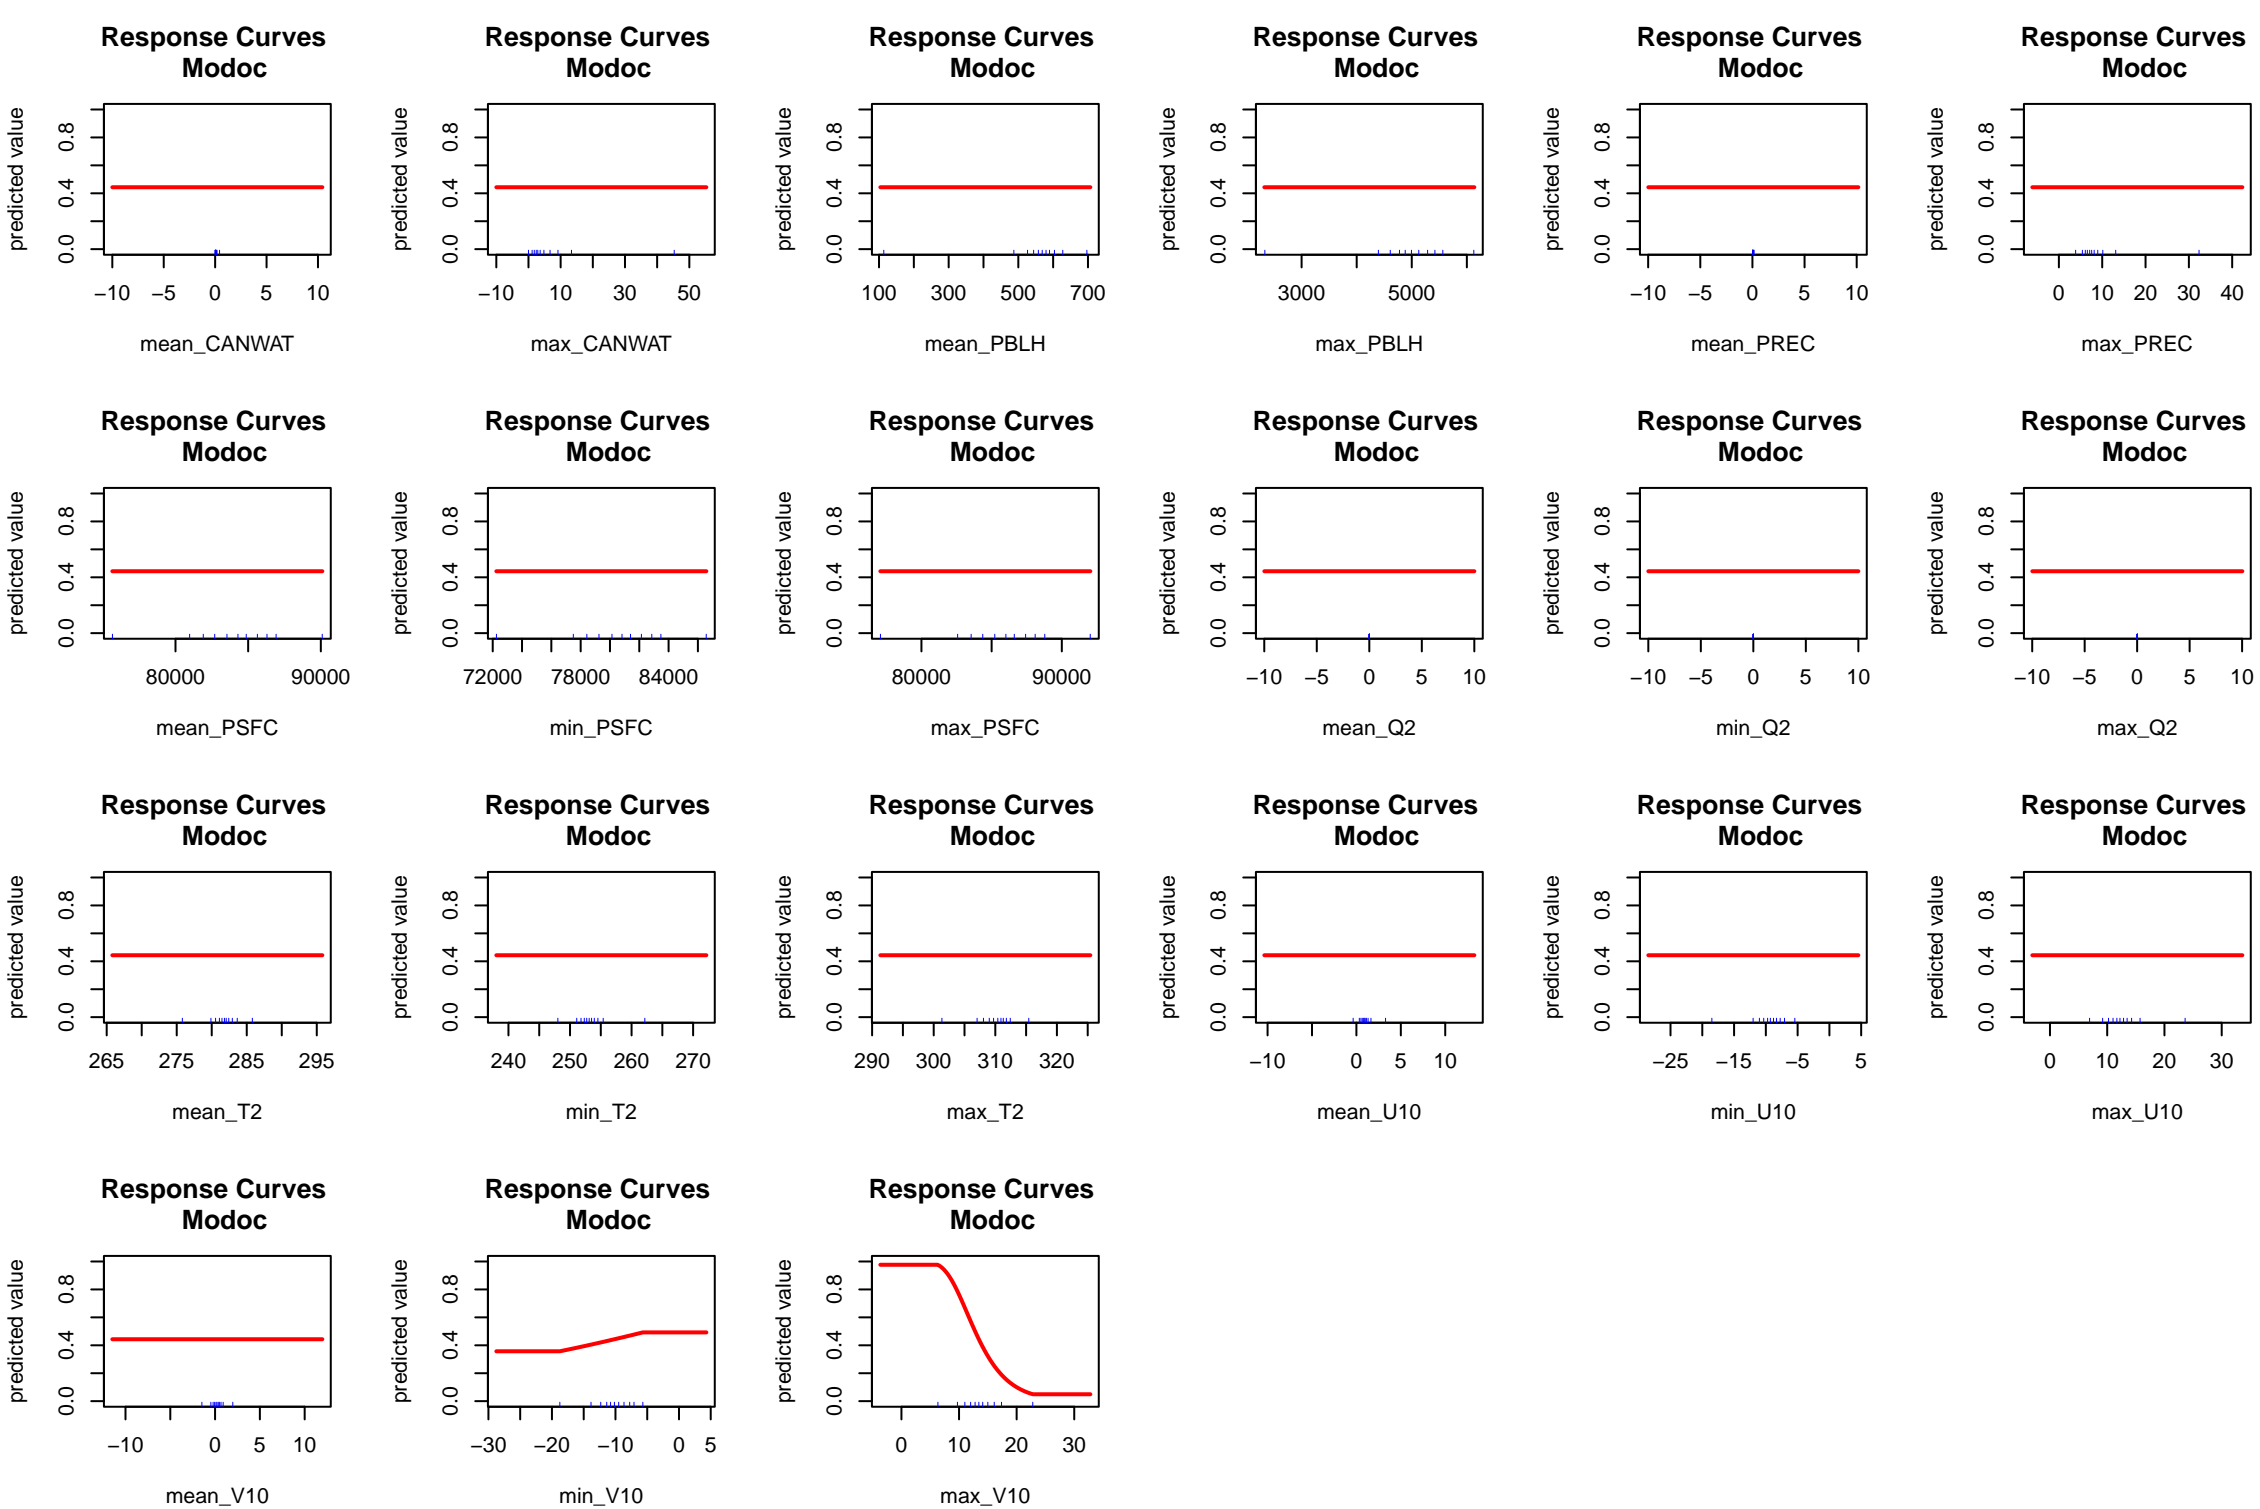 Response Curves
Modoc
predicted value
0.0 0.4 0.8
−10 −5 0 5 10
mean_CANWAT
Response Curves
Modoc
predicted value
0.0 0.4 0.8
−10 10 30 50
max_CANWAT
Response Curves
Modoc
predicted value
0.0 0.4 0.8
100 300 500 700
mean_PBLH
Response Curves
Modoc
predicted value
0.0 0.4 0.8
3000 5000
max_PBLH
Response Curves
Modoc
predicted value
0.0 0.4 0.8
−10 −5 0 5 10
mean_PREC
Response Curves
Modoc
predicted value
0.0 0.4 0.8
0 10 20 30 40
max_PREC
Response Curves
Modoc
predicted value
0.0 0.4 0.8
80000 90000
mean_PSFC
Response Curves
Modoc
predicted value
0.0 0.4 0.8
72000 78000 84000
min_PSFC
Response Curves
Modoc
predicted value
0.0 0.4 0.8
80000 90000
max_PSFC
Response Curves
Modoc
predicted value
0.0 0.4 0.8
−10 −5 0 5 10
mean_Q2
Response Curves
Modoc
predicted value
0.0 0.4 0.8
−10 −5 0 5 10
min_Q2
Response Curves
Modoc
predicted value
0.0 0.4 0.8
−10 −5 0 5 10
max_Q2
Response Curves
Modoc
predicted value
0.0 0.4 0.8
265 275 285 295
mean_T2
Response Curves
Modoc
predicted value
0.0 0.4 0.8
240 250 260 270
min_T2
Response Curves
Modoc
predicted value
0.0 0.4 0.8
290 300 310 320
max_T2
Response Curves
Modoc
predicted value
0.0 0.4 0.8
−10 0 5 10
mean_U10
Response Curves
Modoc
predicted value
0.0 0.4 0.8
−25 −15 −5 5
min_U10
Response Curves
Modoc
predicted value
0.0 0.4 0.8
0 10 20 30
max_U10
Response Curves
Modoc
predicted value
0.0 0.4 0.8
−10 0 5 10
mean_V10
Response Curves
Modoc
predicted value
0.0 0.4 0.8
−30 −20 −10 0 5
min_V10
Response Curves
Modoc
predicted value
0.0 0.4 0.8
0 10 20 30
max_V10